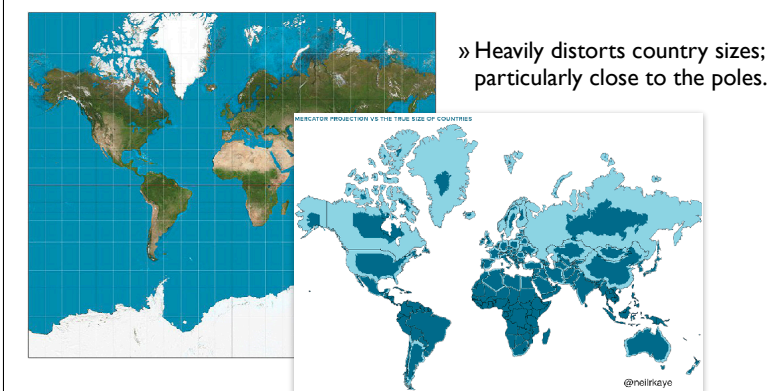 » Heavily distorts country sizes;
particularly close to the poles.
MERCATOR PROJECTION VS THE TRUE SIZE OF COUNTRIES
@neilrkaye